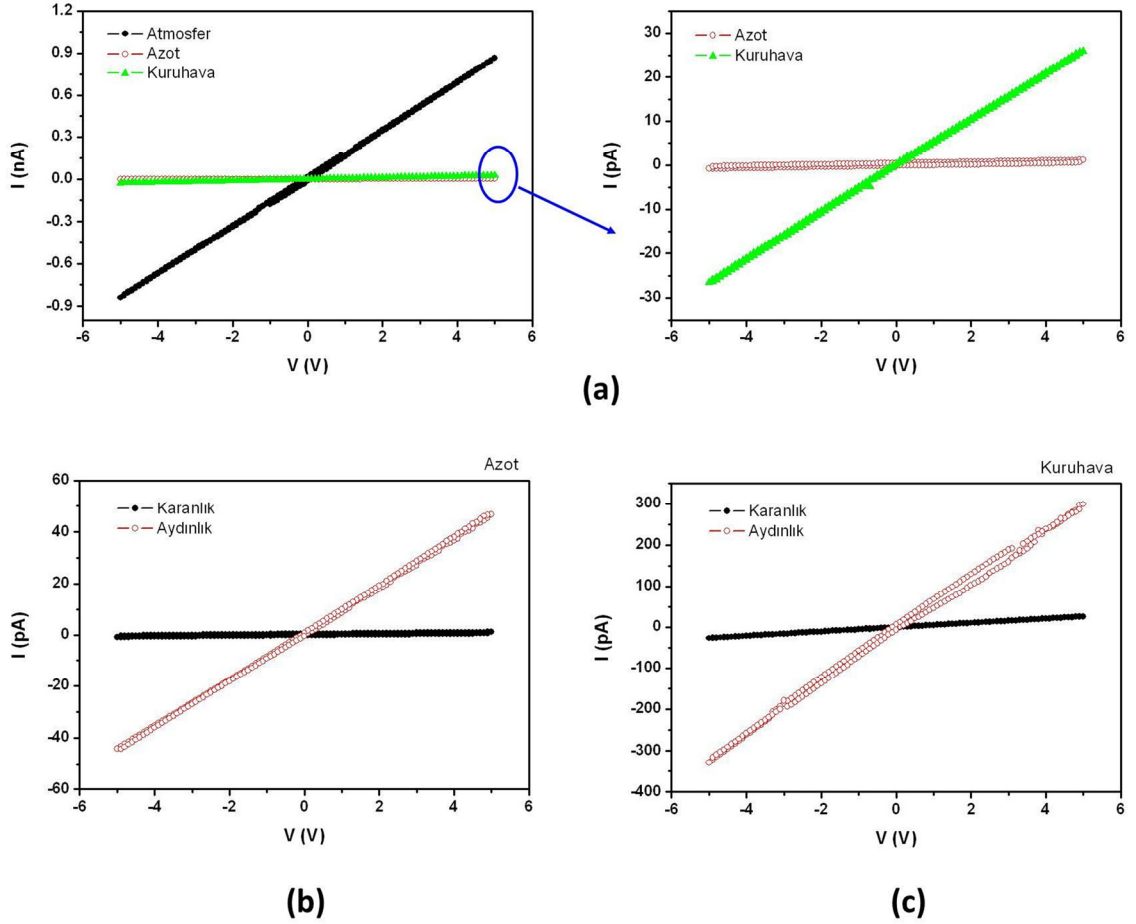 1.2
0.9
0.6
0.3
0.0
-0.3
-0.6
-0.9
I (nA)
Atmosfer
Azot
Kuruhava
-6 -4 -2 0 2 4 6
V (V)
35
30
20
10
0
-10
-20
-30
I (pA)
Azot
Kuruhava
-6 -4 -2 0 2 4 6
V (V)
(a)
Azot
60
40
20
0
-20
-40
-60
I (pA)
Karanlık
Aydınlık
-6 -4 -2 0 2 4 6
V (V)
(b)
Kuruhava
300
200
100
0
-100
-200
-300
-400
I (pA)
Karanlık
Aydınlık
-6 -4 -2 0 2 4 6
V (V)
(c)